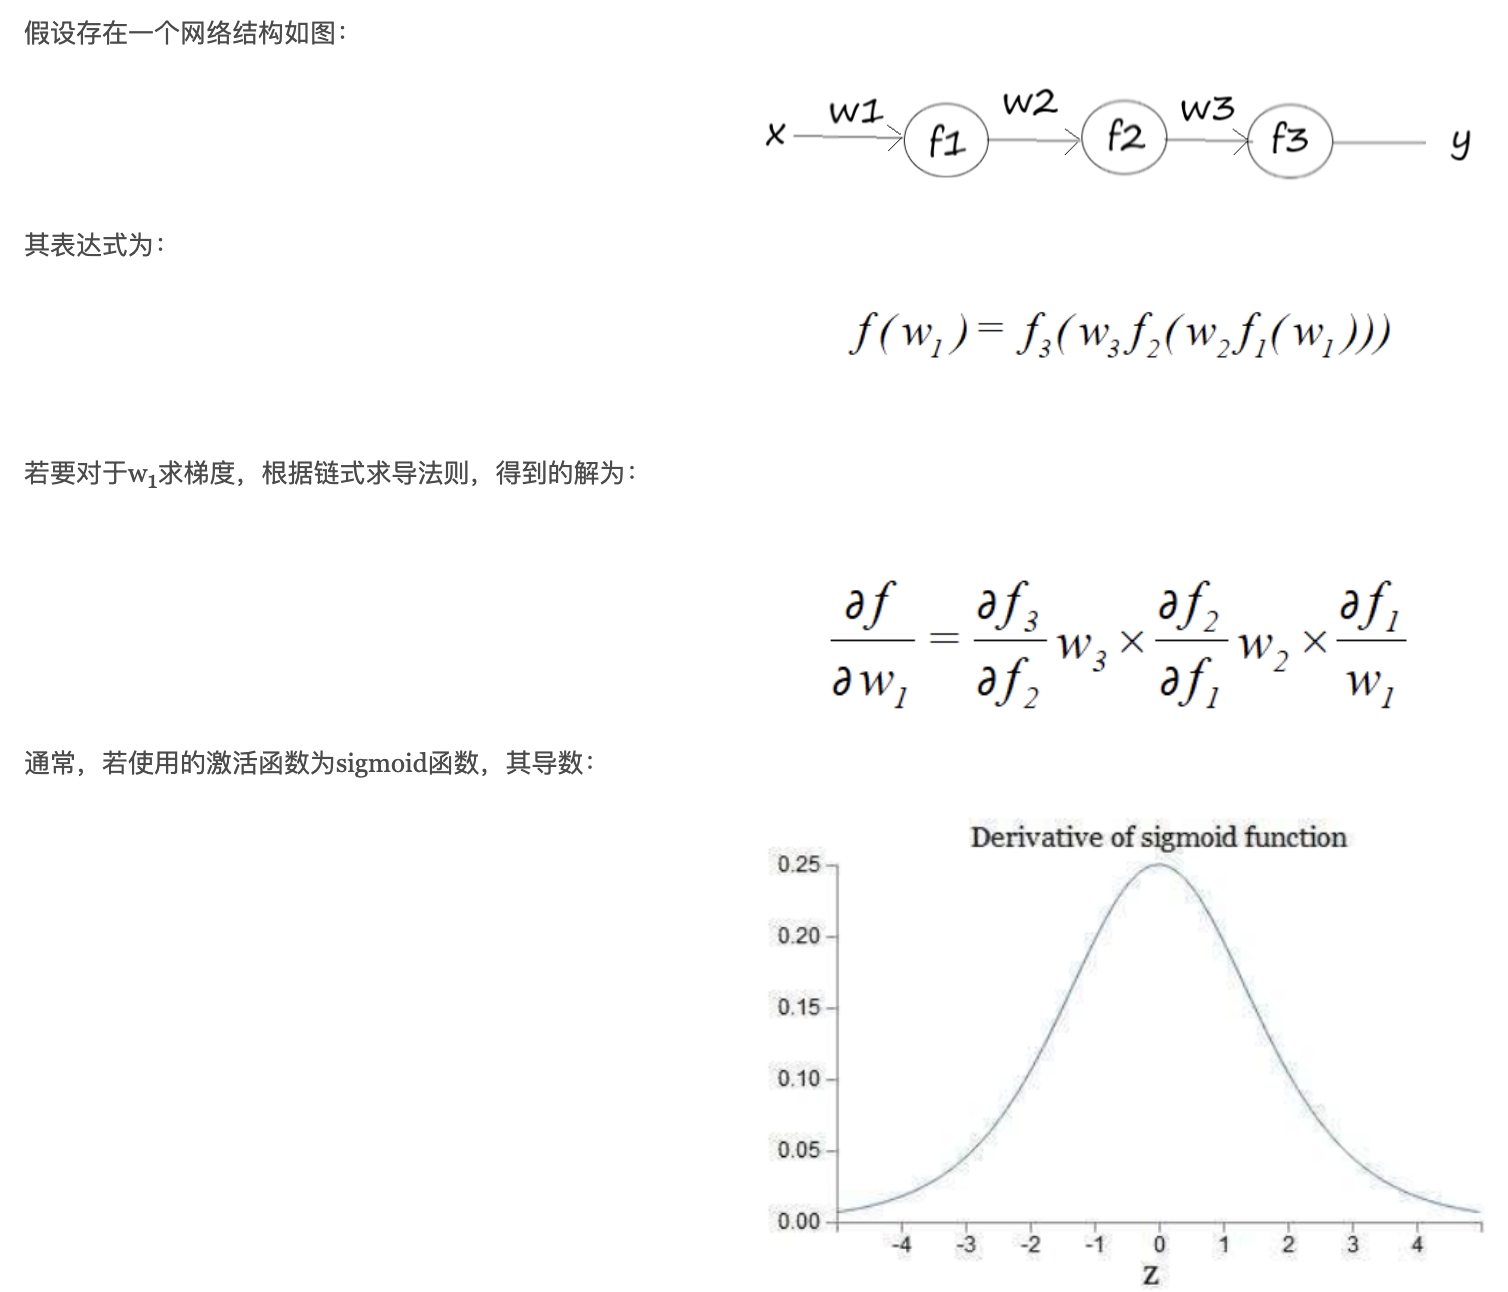 假设存在一个网络结构如图：
x w1 f1 w2 f2 w3 f3 y
其表达式为：
f(w₁)=f₃(w₃f₂(w₂f₁(w₁)))
若要对于w₁求梯度，根据链式求导法则，得到的解为：
∂f/∂w₁ = ∂f₃/∂f₂ w₃ × ∂f₂/∂f₁ w₂ × ∂f₁/w₁
通常，若使用的激活函数为sigmoid函数，其导数：
Derivative of sigmoid function
0.25
0.20
0.15
0.10
0.05
0.00
-4 -3 -2 -1 0 1 2 3 4
Z